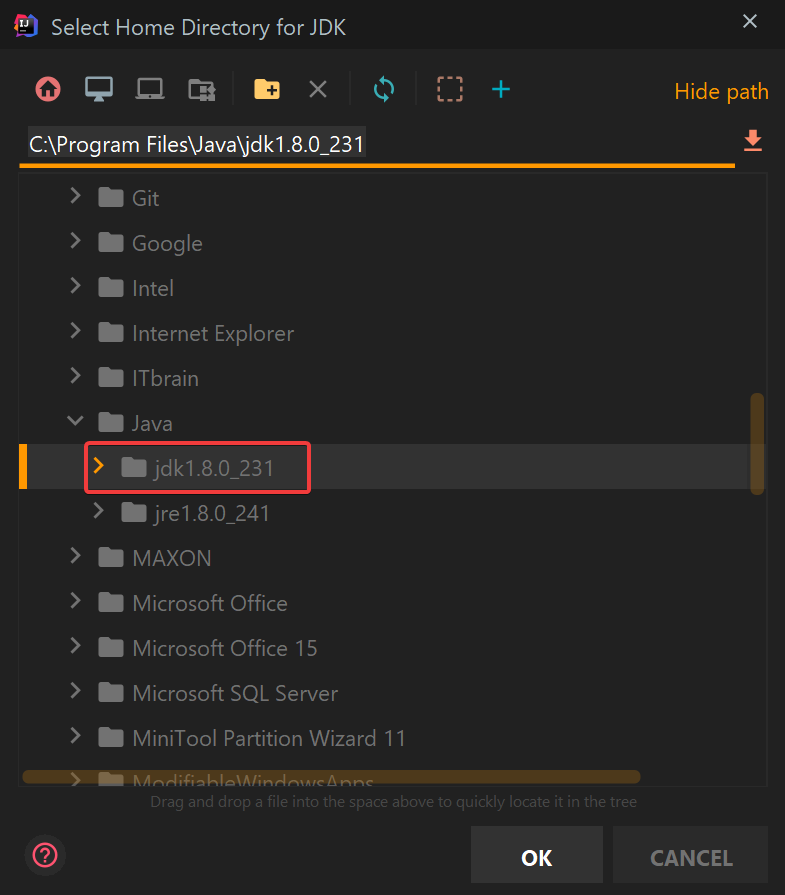 Select Home Directory for JDK
Hide path
C:\Program Files\Java\jdk1.8.0_231
Git
Google
Intel
Internet Explorer
ITbrain
Java
jdk1.8.0_231
jre1.8.0_241
MAXON
Microsoft Office
Microsoft Office 15
Microsoft SQL Server
MiniTool Partition Wizard 11
ModifiableWindowsApps
Drag and drop a file into the space above to quickly locate it in the tree
OK
CANCEL